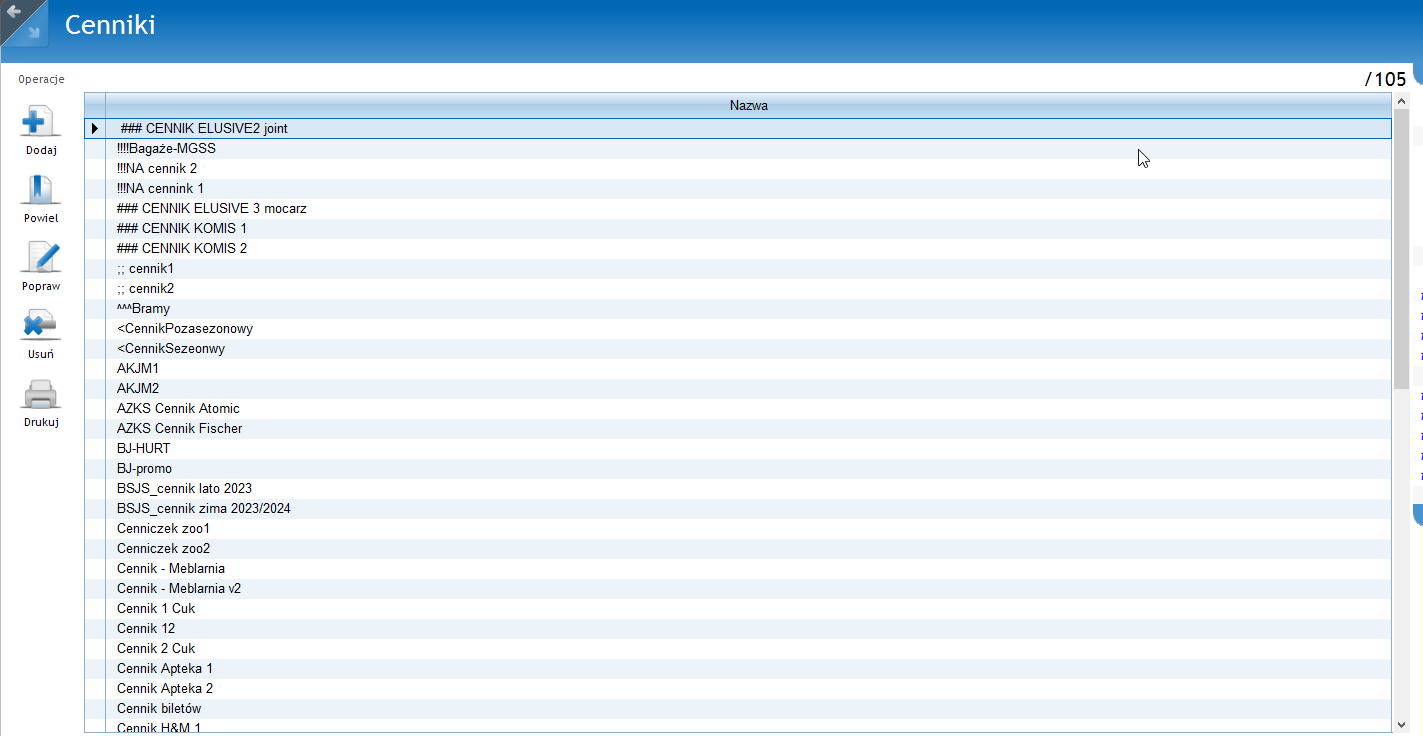 Cenniki
Operacje
/105
Dodaj
Powiel
Popraw
Usuń
Drukuj
Nazwa
### CENNIK ELUSIVE2 joint
!!!!Bagaże-MGSS
!!!NA cennik 2
!!!NA cennink 1
### CENNIK ELUSIVE 3 mocarz
### CENNIK KOMIS 1
### CENNIK KOMIS 2
;; cennik1
;; cennik2
^^^Bramy
<CennikPozasezonowy
<CennikSezeonwy
AKJM1
AKJM2
AZKS Cennik Atomic
AZKS Cennik Fischer
BJ-HURT
BJ-promo
BSJS_cennik lato 2023
BSJS_cennik zima 2023/2024
Cenniczek zoo1
Cenniczek zoo2
Cennik - Meblarnia
Cennik - Meblarnia v2
Cennik 1 Cuk
Cennik 12
Cennik 2 Cuk
Cennik Apteka 1
Cennik Apteka 2
Cennik biletów
Cennik H&M 1